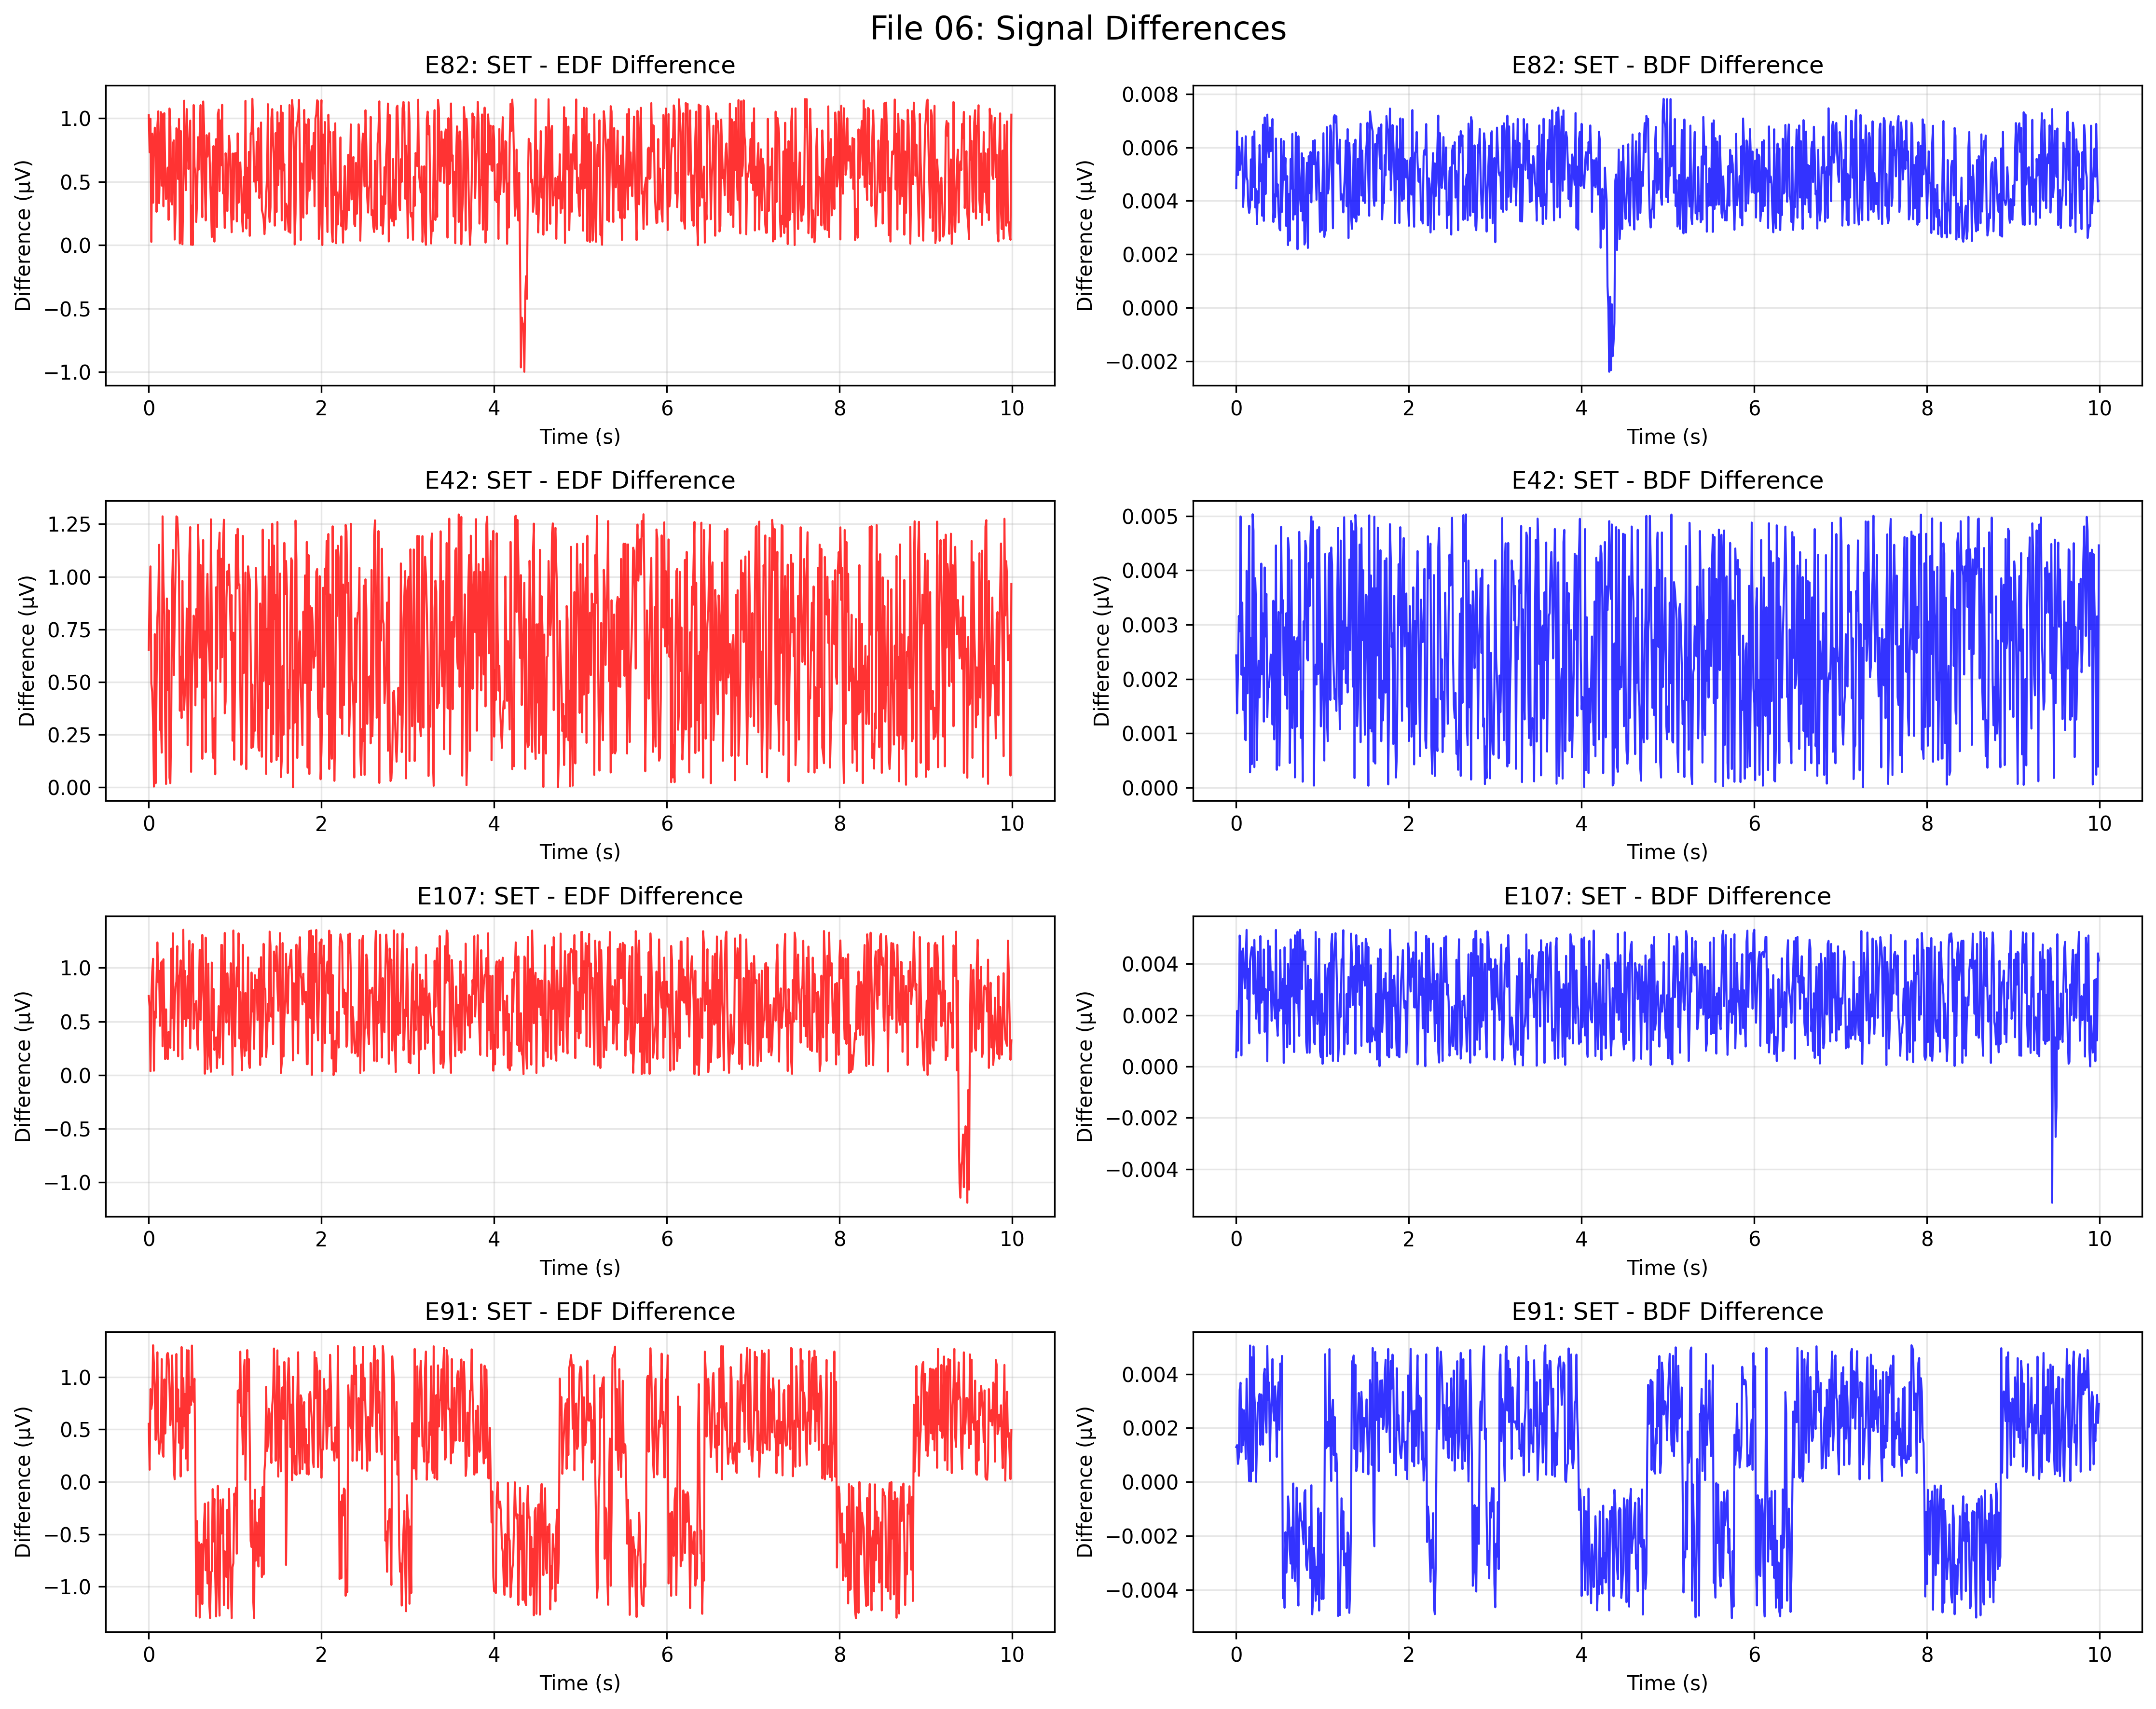 File 06: Signal Differences
E82: SET - EDF Difference
E82: SET - BDF Difference
Difference (µV)
1.0
0.5
0.0
−0.5
−1.0
0 2 4 6 8 10
Time (s)
Difference (µV)
0.008
0.006
0.004
0.002
0.000
−0.002
0 2 4 6 8 10
Time (s)
E42: SET - EDF Difference
E42: SET - BDF Difference
Difference (µV)
1.25
1.00
0.75
0.50
0.25
0.00
0 2 4 6 8 10
Time (s)
Difference (µV)
0.005
0.004
0.003
0.002
0.001
0.000
0 2 4 6 8 10
Time (s)
E107: SET - EDF Difference
E107: SET - BDF Difference
Difference (µV)
1.0
0.5
0.0
−0.5
−1.0
0 2 4 6 8 10
Time (s)
Difference (µV)
0.004
0.002
0.000
−0.002
−0.004
0 2 4 6 8 10
Time (s)
E91: SET - EDF Difference
E91: SET - BDF Difference
Difference (µV)
1.0
0.5
0.0
−0.5
−1.0
0 2 4 6 8 10
Time (s)
Difference (µV)
0.004
0.002
0.000
−0.002
−0.004
0 2 4 6 8 10
Time (s)